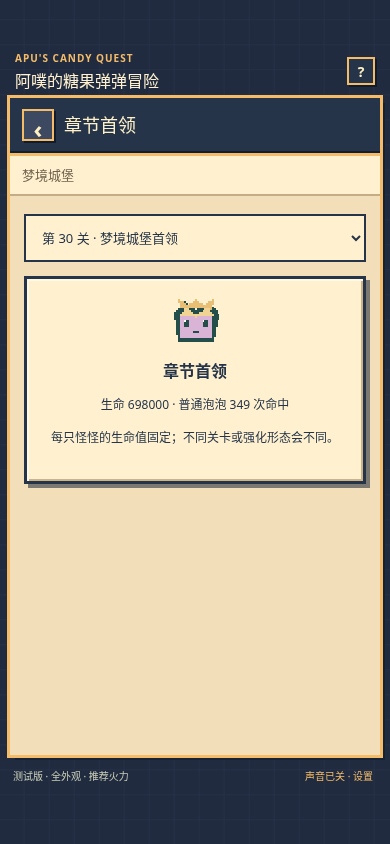 APU'S CANDY QUEST
阿噗的糖果弹弹冒险
?
‹
章节首领
梦境城堡
第 30 关 · 梦境城堡首领
章节首领
生命 698000 · 普通泡泡 349 次命中
每只怪怪的生命值固定；不同关卡或强化形态会不同。
测试版 · 全外观 · 推荐火力
声音已关 · 设置